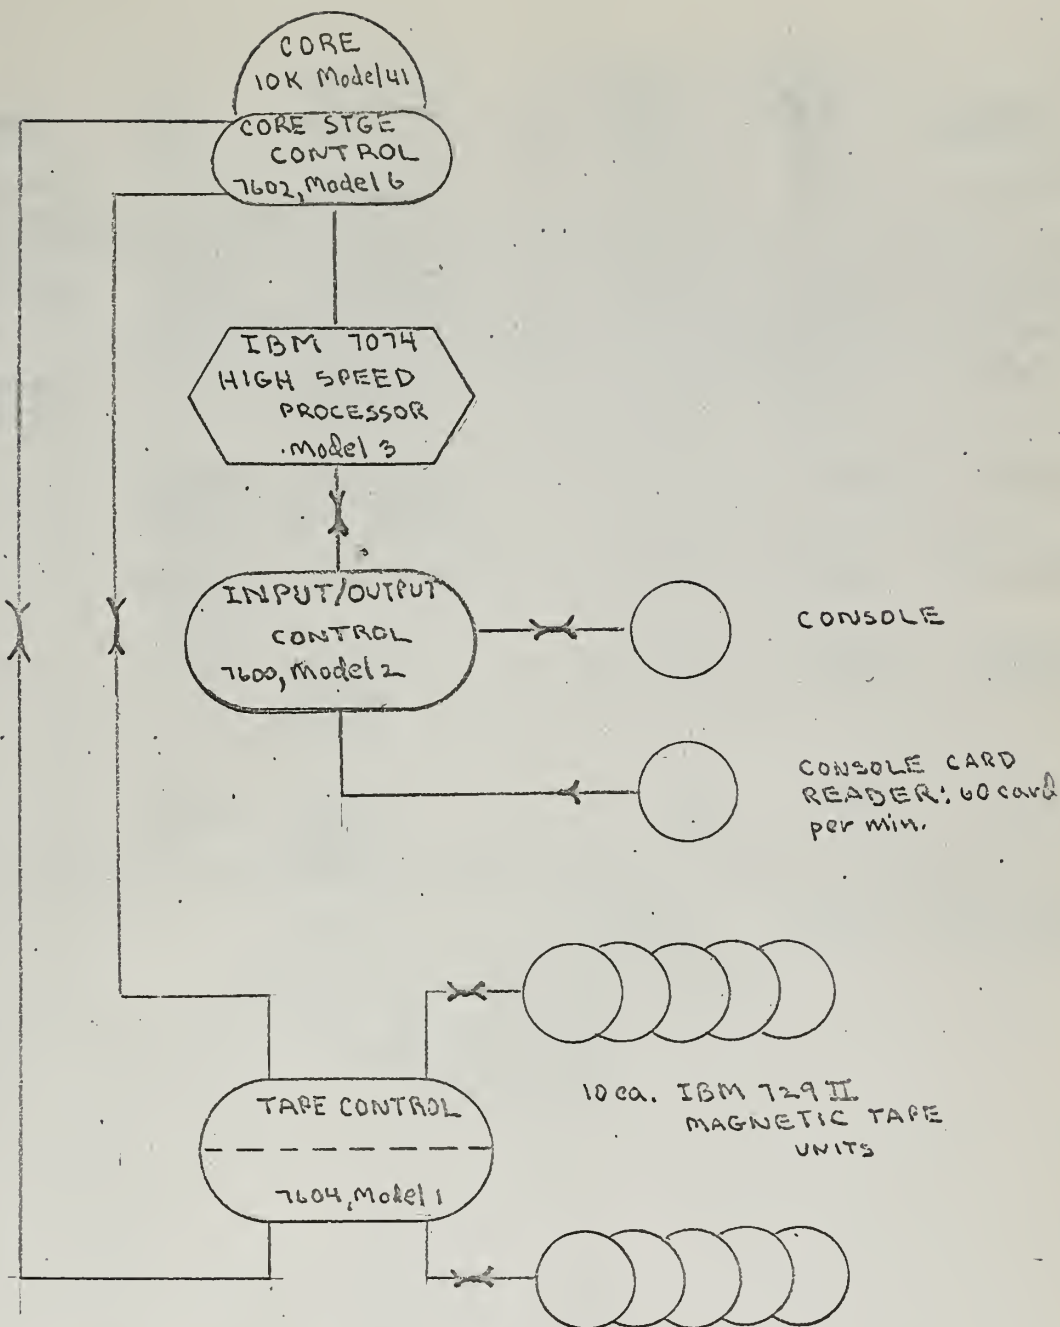 CORE
10K Model 41
CORE STGE
CONTROL
7602, Model 6
IBM 7074
HIGH SPEED
PROCESSOR
Model 3
INPUT/OUTPUT
CONTROL
7600, Model 2
CONSOLE
CONSOLE CARD
READER: 60 card
per min.
TAPE CONTROL
7604, Model 1
10 ea. IBM 729 II
MAGNETIC TAPE
UNITS